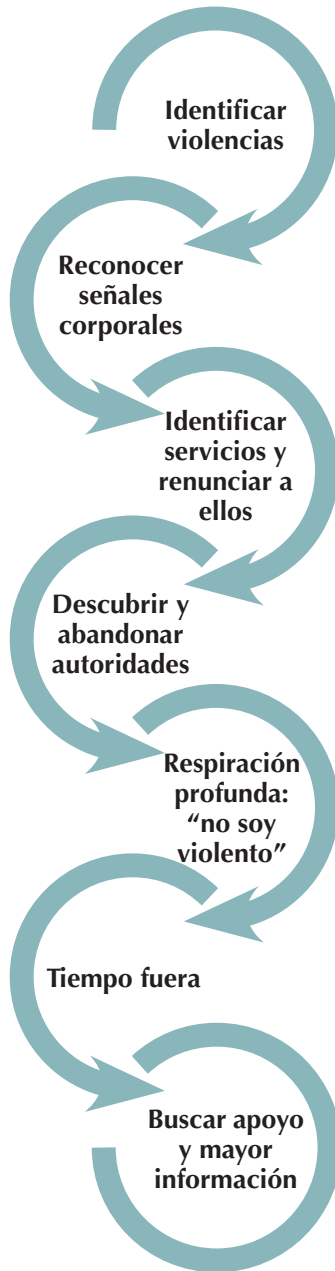 Identificar
violencias
Reconocer
señales
corporales
Identificar
servicios y
renunciar a
ellos
Descubrir y
abandonar
autoridades
Respiración
profunda:
“no soy
violento”
Tiempo fuera
Buscar apoyo
y mayor
información